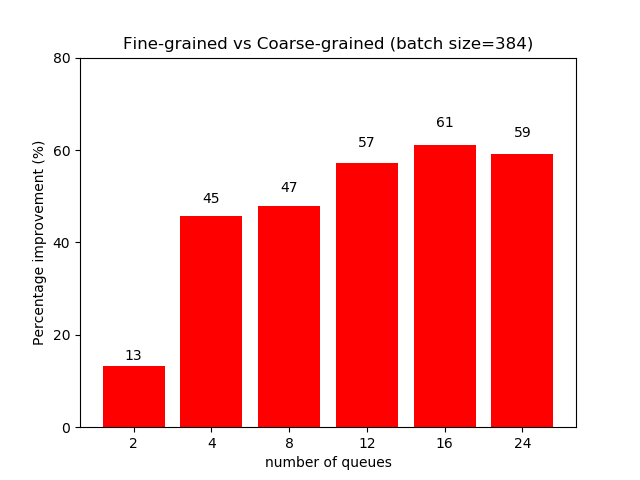 Fine-grained vs Coarse-grained (batch size=384)
Percentage improvement (%)
80
60
40
20
0
13
45
47
57
61
59
2 4 8 12 16 24
number of queues